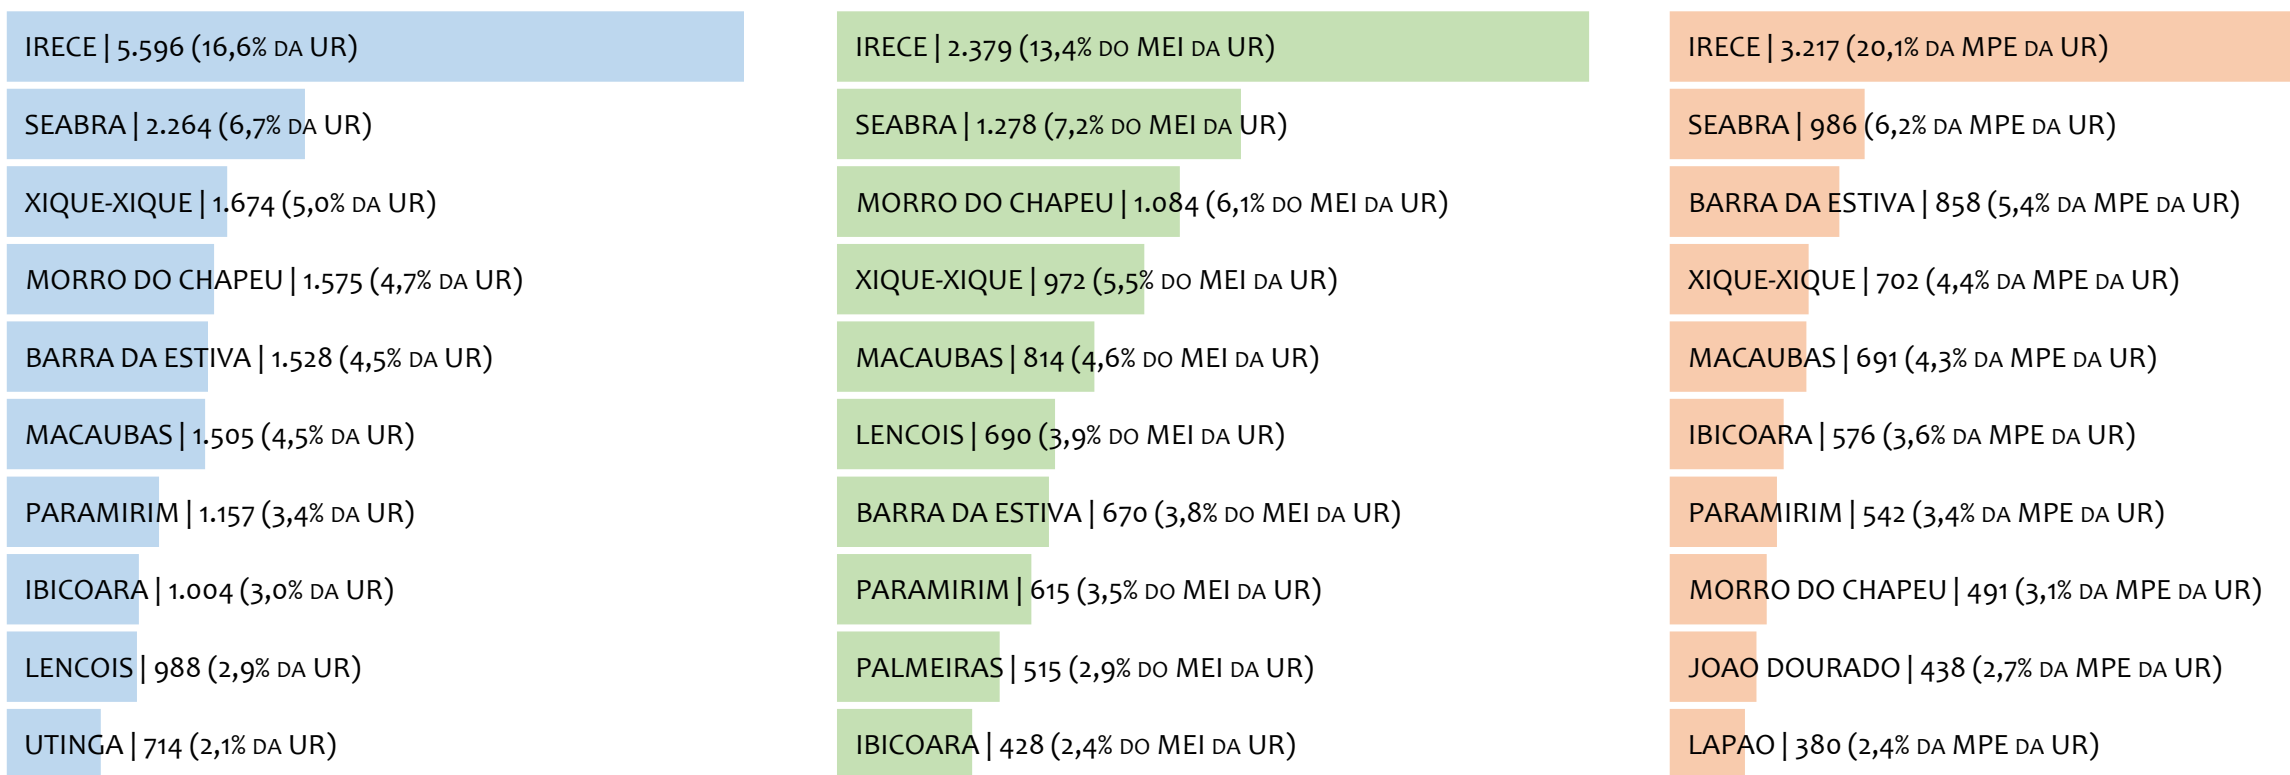 IRECE | 5.596 (16,6% DA UR)
SEABRA | 2.264 (6,7% DA UR)
XIQUE-XIQUE | 1.674 (5,0% DA UR)
MORRO DO CHAPEU | 1.575 (4,7% DA UR)
BARRA DA ESTIVA | 1.528 (4,5% DA UR)
MACAUBAS | 1.505 (4,5% DA UR)
PARAMIRIM | 1.157 (3,4% DA UR)
IBICOARA | 1.004 (3,0% DA UR)
LENCOIS | 988 (2,9% DA UR)
UTINGA | 714 (2,1% DA UR)
IRECE | 2.379 (13,4% DO MEI DA UR)
SEABRA | 1.278 (7,2% DO MEI DA UR)
MORRO DO CHAPEU | 1.084 (6,1% DO MEI DA UR)
XIQUE-XIQUE | 972 (5,5% DO MEI DA UR)
MACAUBAS | 814 (4,6% DO MEI DA UR)
LENCOIS | 690 (3,9% DO MEI DA UR)
BARRA DA ESTIVA | 670 (3,8% DO MEI DA UR)
PARAMIRIM | 615 (3,5% DO MEI DA UR)
PALMEIRAS | 515 (2,9% DO MEI DA UR)
IBICOARA | 428 (2,4% DO MEI DA UR)
IRECE | 3.217 (20,1% DA MPE DA UR)
SEABRA | 986 (6,2% DA MPE DA UR)
BARRA DA ESTIVA | 858 (5,4% DA MPE DA UR)
XIQUE-XIQUE | 702 (4,4% DA MPE DA UR)
MACAUBAS | 691 (4,3% DA MPE DA UR)
IBICOARA | 576 (3,6% DA MPE DA UR)
PARAMIRIM | 542 (3,4% DA MPE DA UR)
MORRO DO CHAPEU | 491 (3,1% DA MPE DA UR)
JOAO DOURADO | 438 (2,7% DA MPE DA UR)
LAPAO | 380 (2,4% DA MPE DA UR)